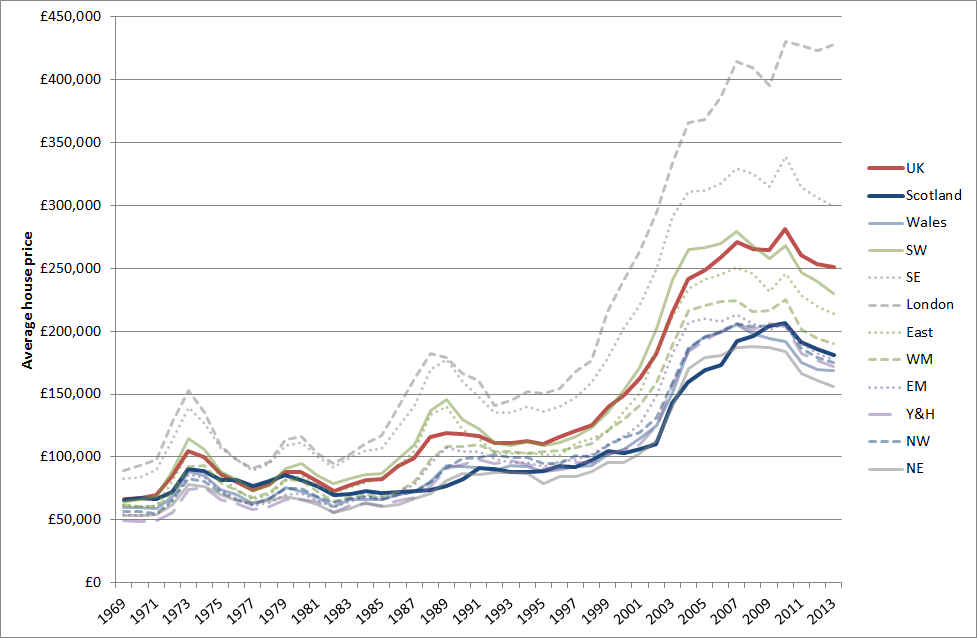 £450,000
£400,000
£350,000
£300,000
£250,000
£200,000
£150,000
£100,000
£50,000
£0
Average house price
1969
1971
1973
1975
1977
1979
1981
1983
1985
1987
1989
1991
1993
1995
1997
1999
2001
2003
2005
2007
2009
2011
2013
UK
Scotland
Wales
SW
SE
London
East
WM
EM
Y&H
NW
NE